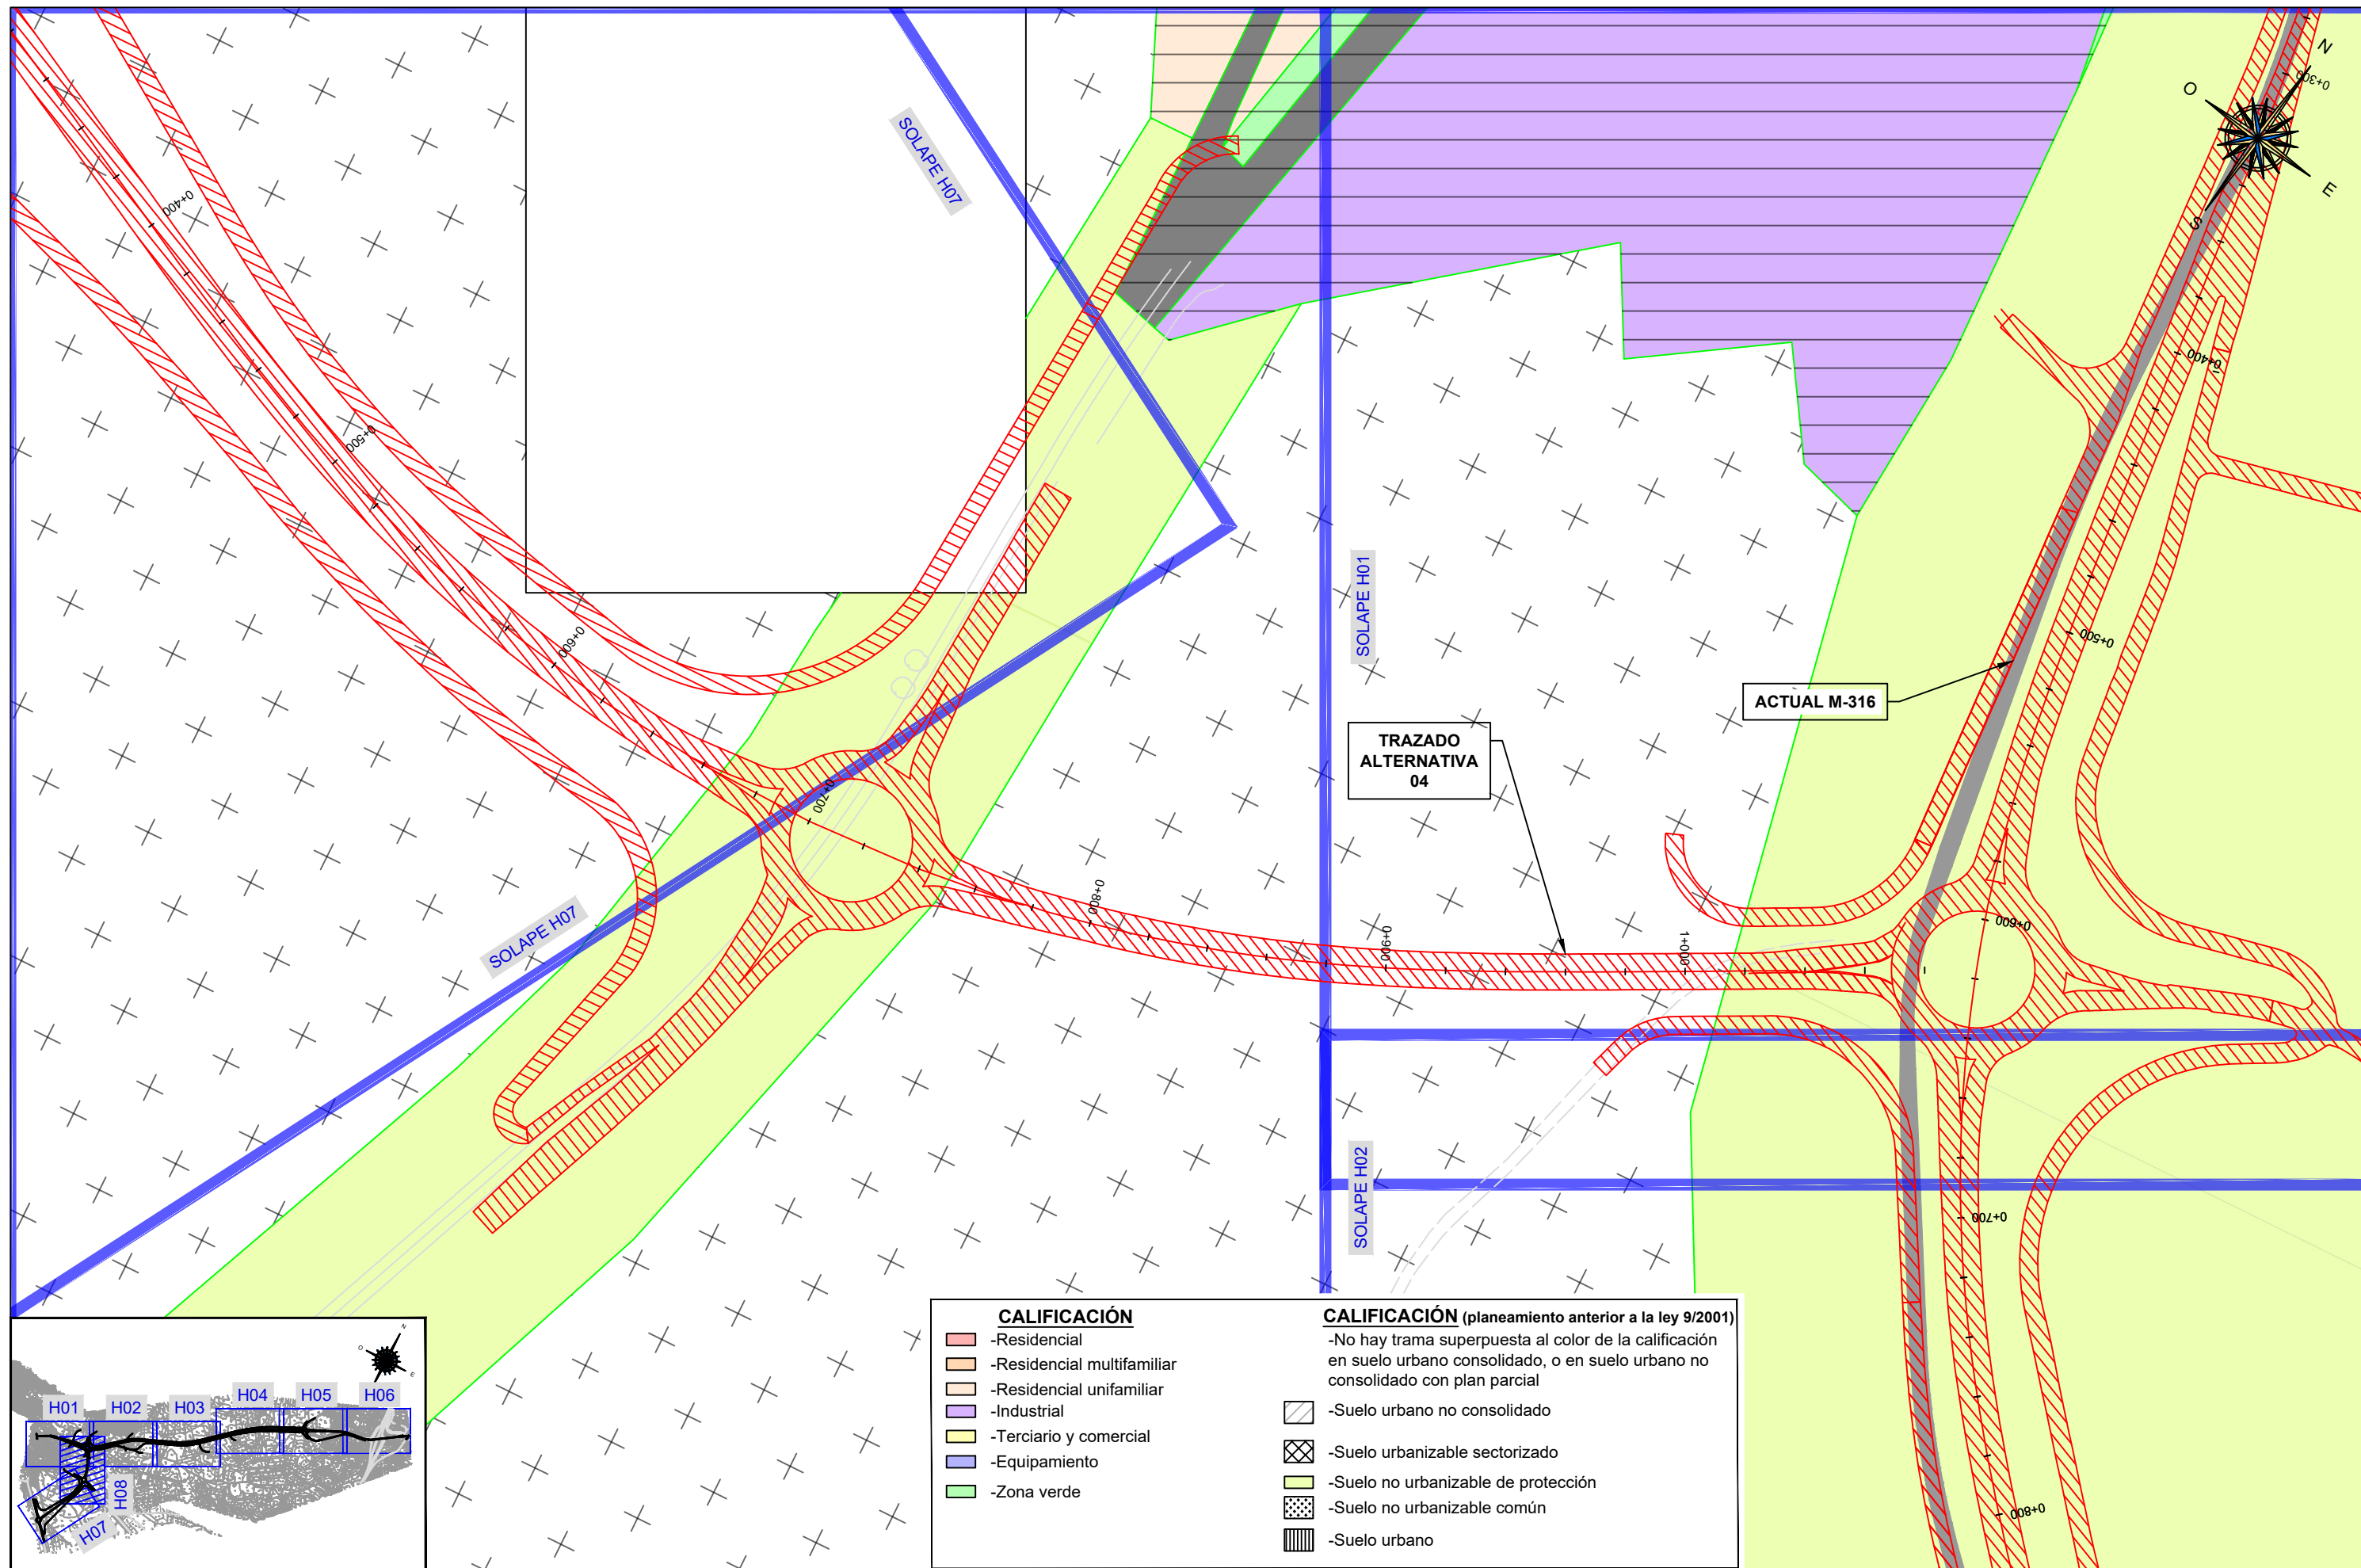 N
O
E
S
0+300
0+400
SOLAPE H07
0+400
0+500
0+500
0+600
SOLAPE H01
ACTUAL M-316
TRAZADO
ALTERNATIVA
04
0+700
0+800
0+900
1+000
0+600
SOLAPE H07
SOLAPE H02
0+700
0+800
N
O
E
H01
H02
H03
H04
H05
H06
H08
H07
CALIFICACIÓN
-Residencial
-Residencial multifamiliar
-Residencial unifamiliar
-Industrial
-Terciario y comercial
-Equipamiento
-Zona verde
CALIFICACIÓN (planeamiento anterior a la ley 9/2001)
-No hay trama superpuesta al color de la calificación
en suelo urbano consolidado, o en suelo urbano no
consolidado con plan parcial
-Suelo urbano no consolidado
-Suelo urbanizable sectorizado
-Suelo no urbanizable de protección
-Suelo no urbanizable común
-Suelo urbano